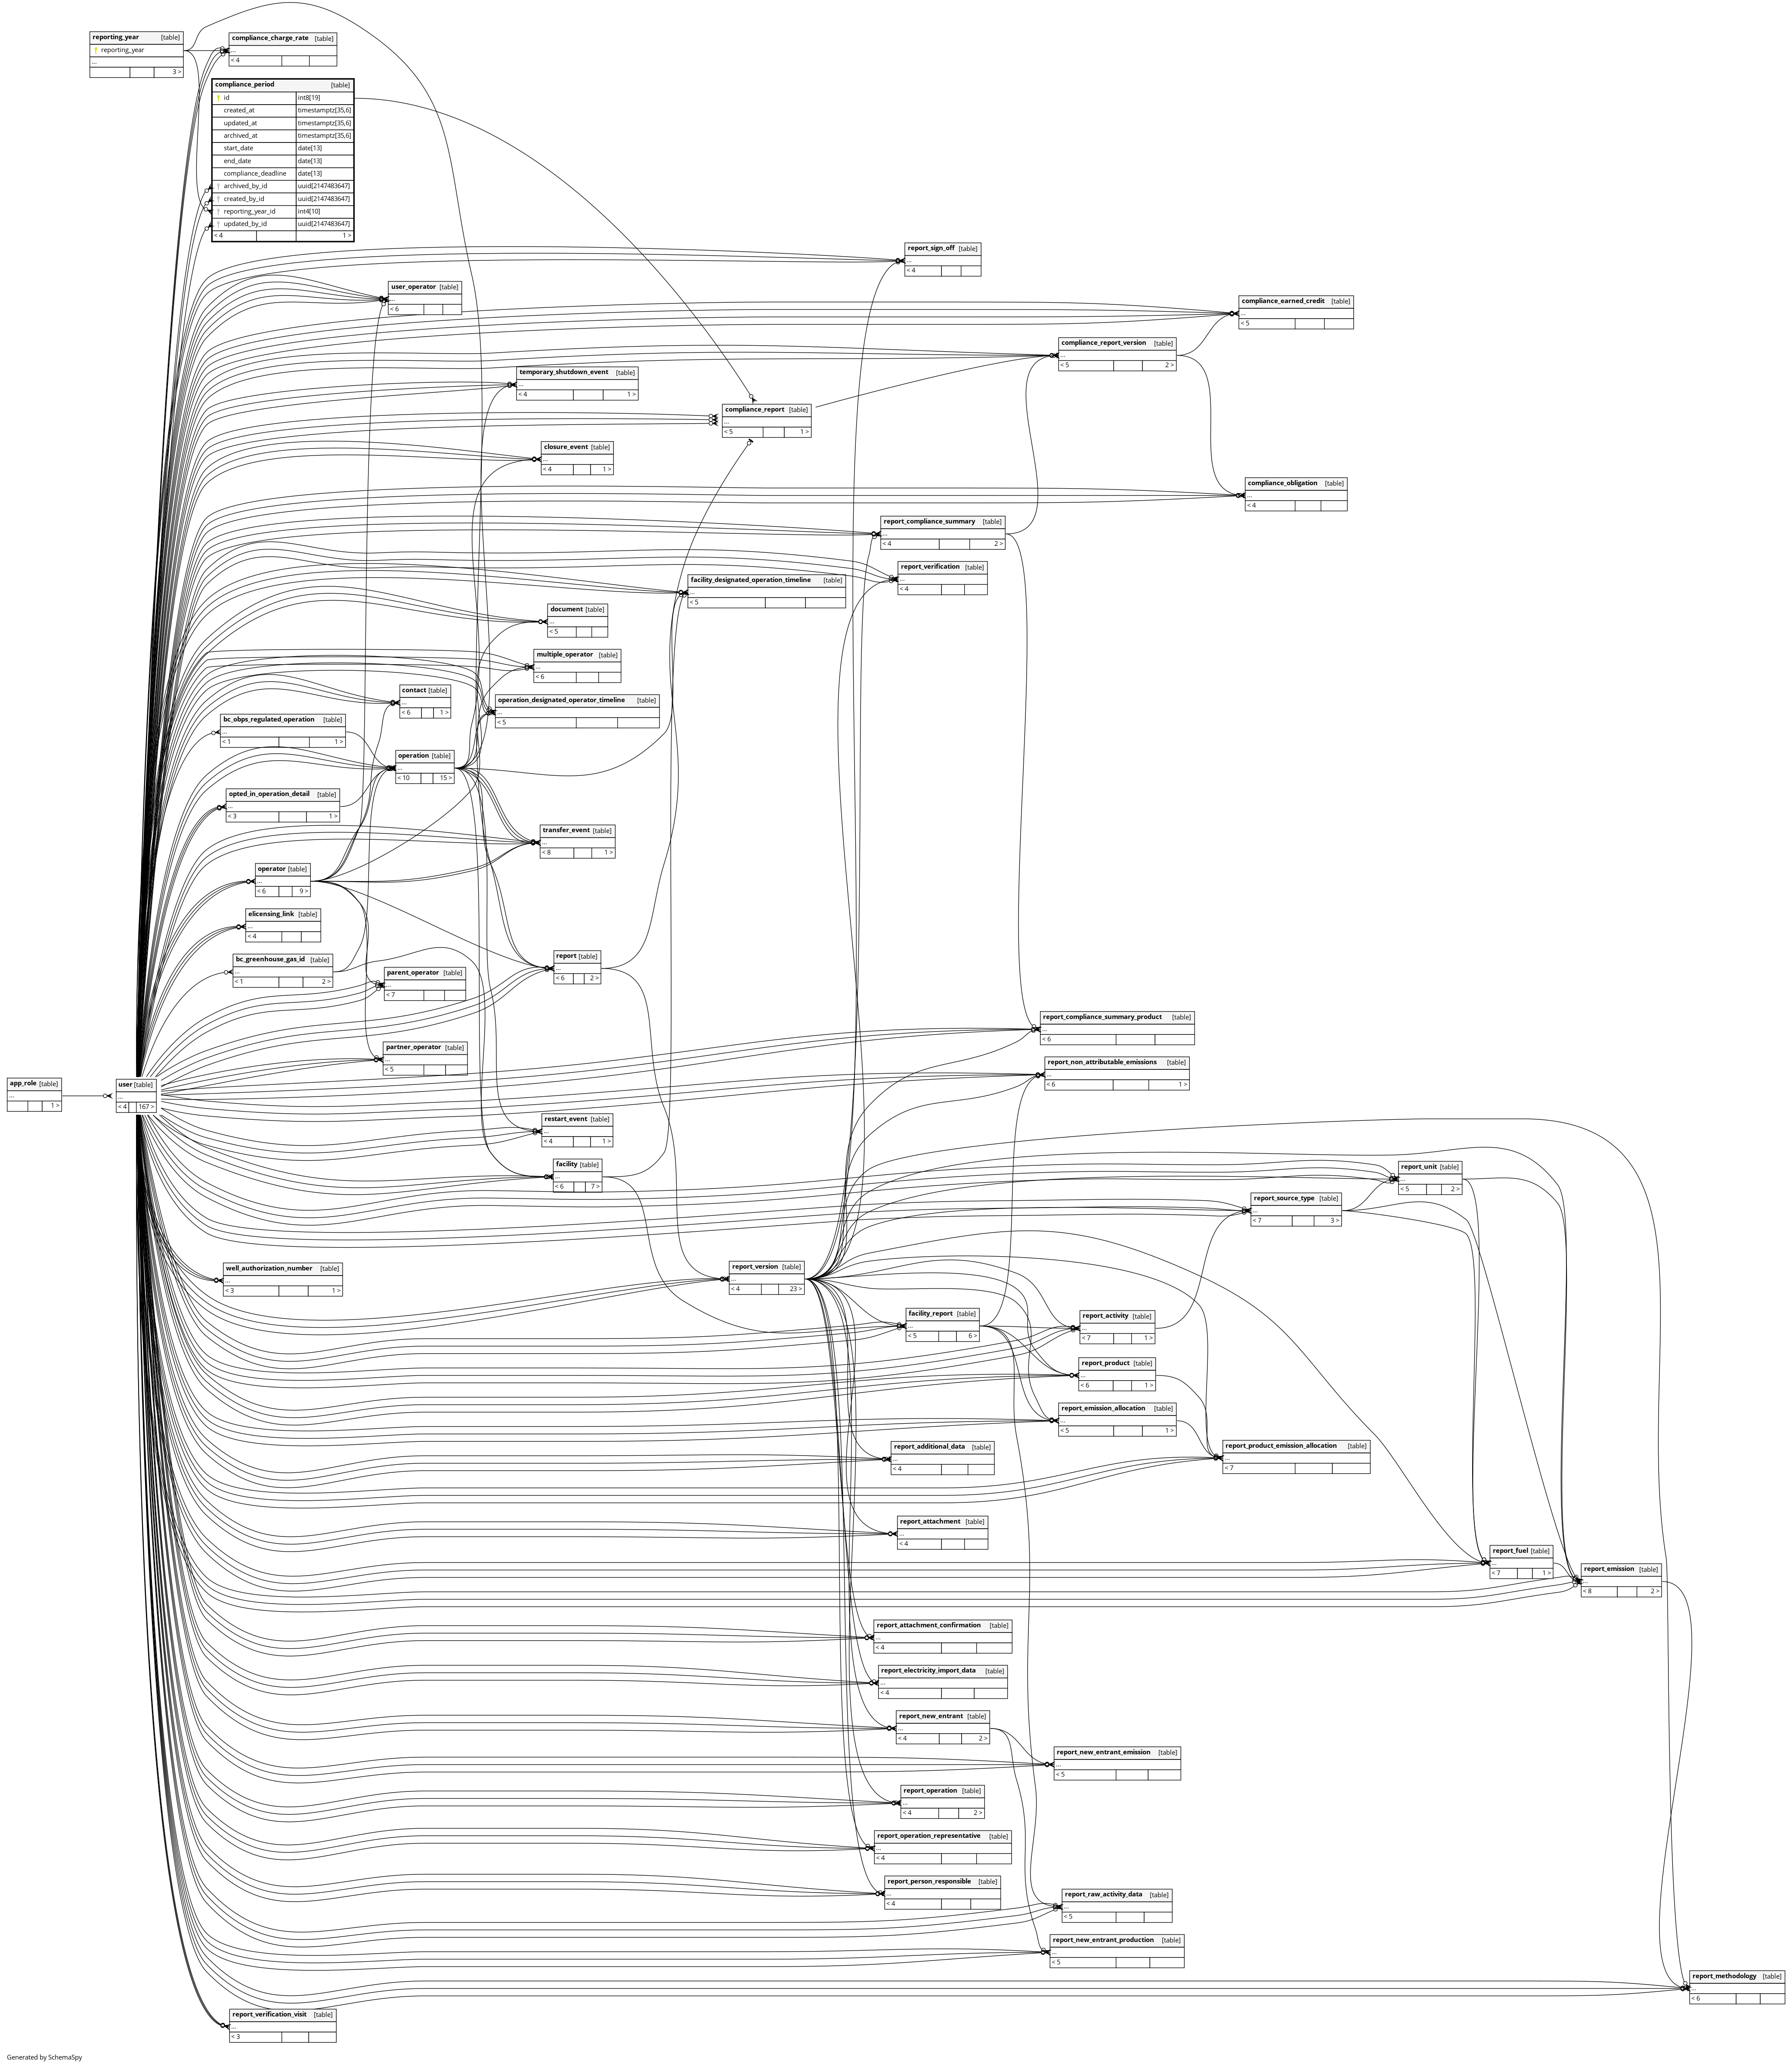 reporting_year [table]
reporting_year
...
3 >
compliance_charge_rate [table]
...
< 4
compliance_period [table]
id int8[19]
created_at timestamptz[35,6]
updated_at timestamptz[35,6]
archived_at timestamptz[35,6]
start_date date[13]
end_date date[13]
compliance_deadline date[13]
archived_by_id uuid[2147483647]
created_by_id uuid[2147483647]
reporting_year_id int4[10]
updated_by_id uuid[2147483647]
< 4 1 >
report_sign_off [table]
...
< 4
user_operator [table]
...
< 6
compliance_earned_credit [table]
...
< 5
compliance_report_version [table]
...
< 5 2 >
temporary_shutdown_event [table]
...
< 4 1 >
compliance_report [table]
...
< 5 1 >
closure_event [table]
...
< 4 1 >
compliance_obligation [table]
...
< 4
report_compliance_summary [table]
...
< 4 2 >
report_verification [table]
...
< 4
facility_designated_operation_timeline [table]
...
< 5
document [table]
...
< 5
multiple_operator [table]
...
< 6
contact [table]
...
< 6 1 >
operation_designated_operator_timeline [table]
...
< 5
bc_obps_regulated_operation [table]
...
< 1 1 >
operation [table]
...
< 10 15 >
opted_in_operation_detail [table]
...
< 3 1 >
transfer_event [table]
...
< 8 1 >
operator [table]
...
< 6 9 >
elicensing_link [table]
...
< 4
bc_greenhouse_gas_id [table]
...
< 1 2 >
report [table]
...
< 6 2 >
parent_operator [table]
...
< 7
report_compliance_summary_product [table]
...
< 6
partner_operator [table]
...
< 5
report_non_attributable_emissions [table]
...
< 6 1 >
app_role [table]
...
1 >
user [table]
...
< 4 167 >
restart_event [table]
...
< 4 1 >
facility [table]
...
< 6 7 >
report_unit [table]
...
< 5 2 >
report_source_type [table]
...
< 7 3 >
well_authorization_number [table]
...
< 3 1 >
report_version [table]
...
< 4 23 >
facility_report [table]
...
< 5 6 >
report_activity [table]
...
< 7 1 >
report_product [table]
...
< 6 1 >
report_emission_allocation [table]
...
< 5 1 >
report_additional_data [table]
...
< 4
report_product_emission_allocation [table]
...
< 7
report_attachment [table]
...
< 4
report_fuel [table]
...
< 7 1 >
report_emission [table]
...
< 8 2 >
report_attachment_confirmation [table]
...
< 4
report_electricity_import_data [table]
...
< 4
report_new_entrant [table]
...
< 4 2 >
report_new_entrant_emission [table]
...
< 5
report_operation [table]
...
< 4 2 >
report_operation_representative [table]
...
< 4
report_person_responsible [table]
...
< 4
report_raw_activity_data [table]
...
< 5
report_new_entrant_production [table]
...
< 5
report_methodology [table]
...
< 6
report_verification_visit [table]
...
< 3
Generated by SchemaSpy